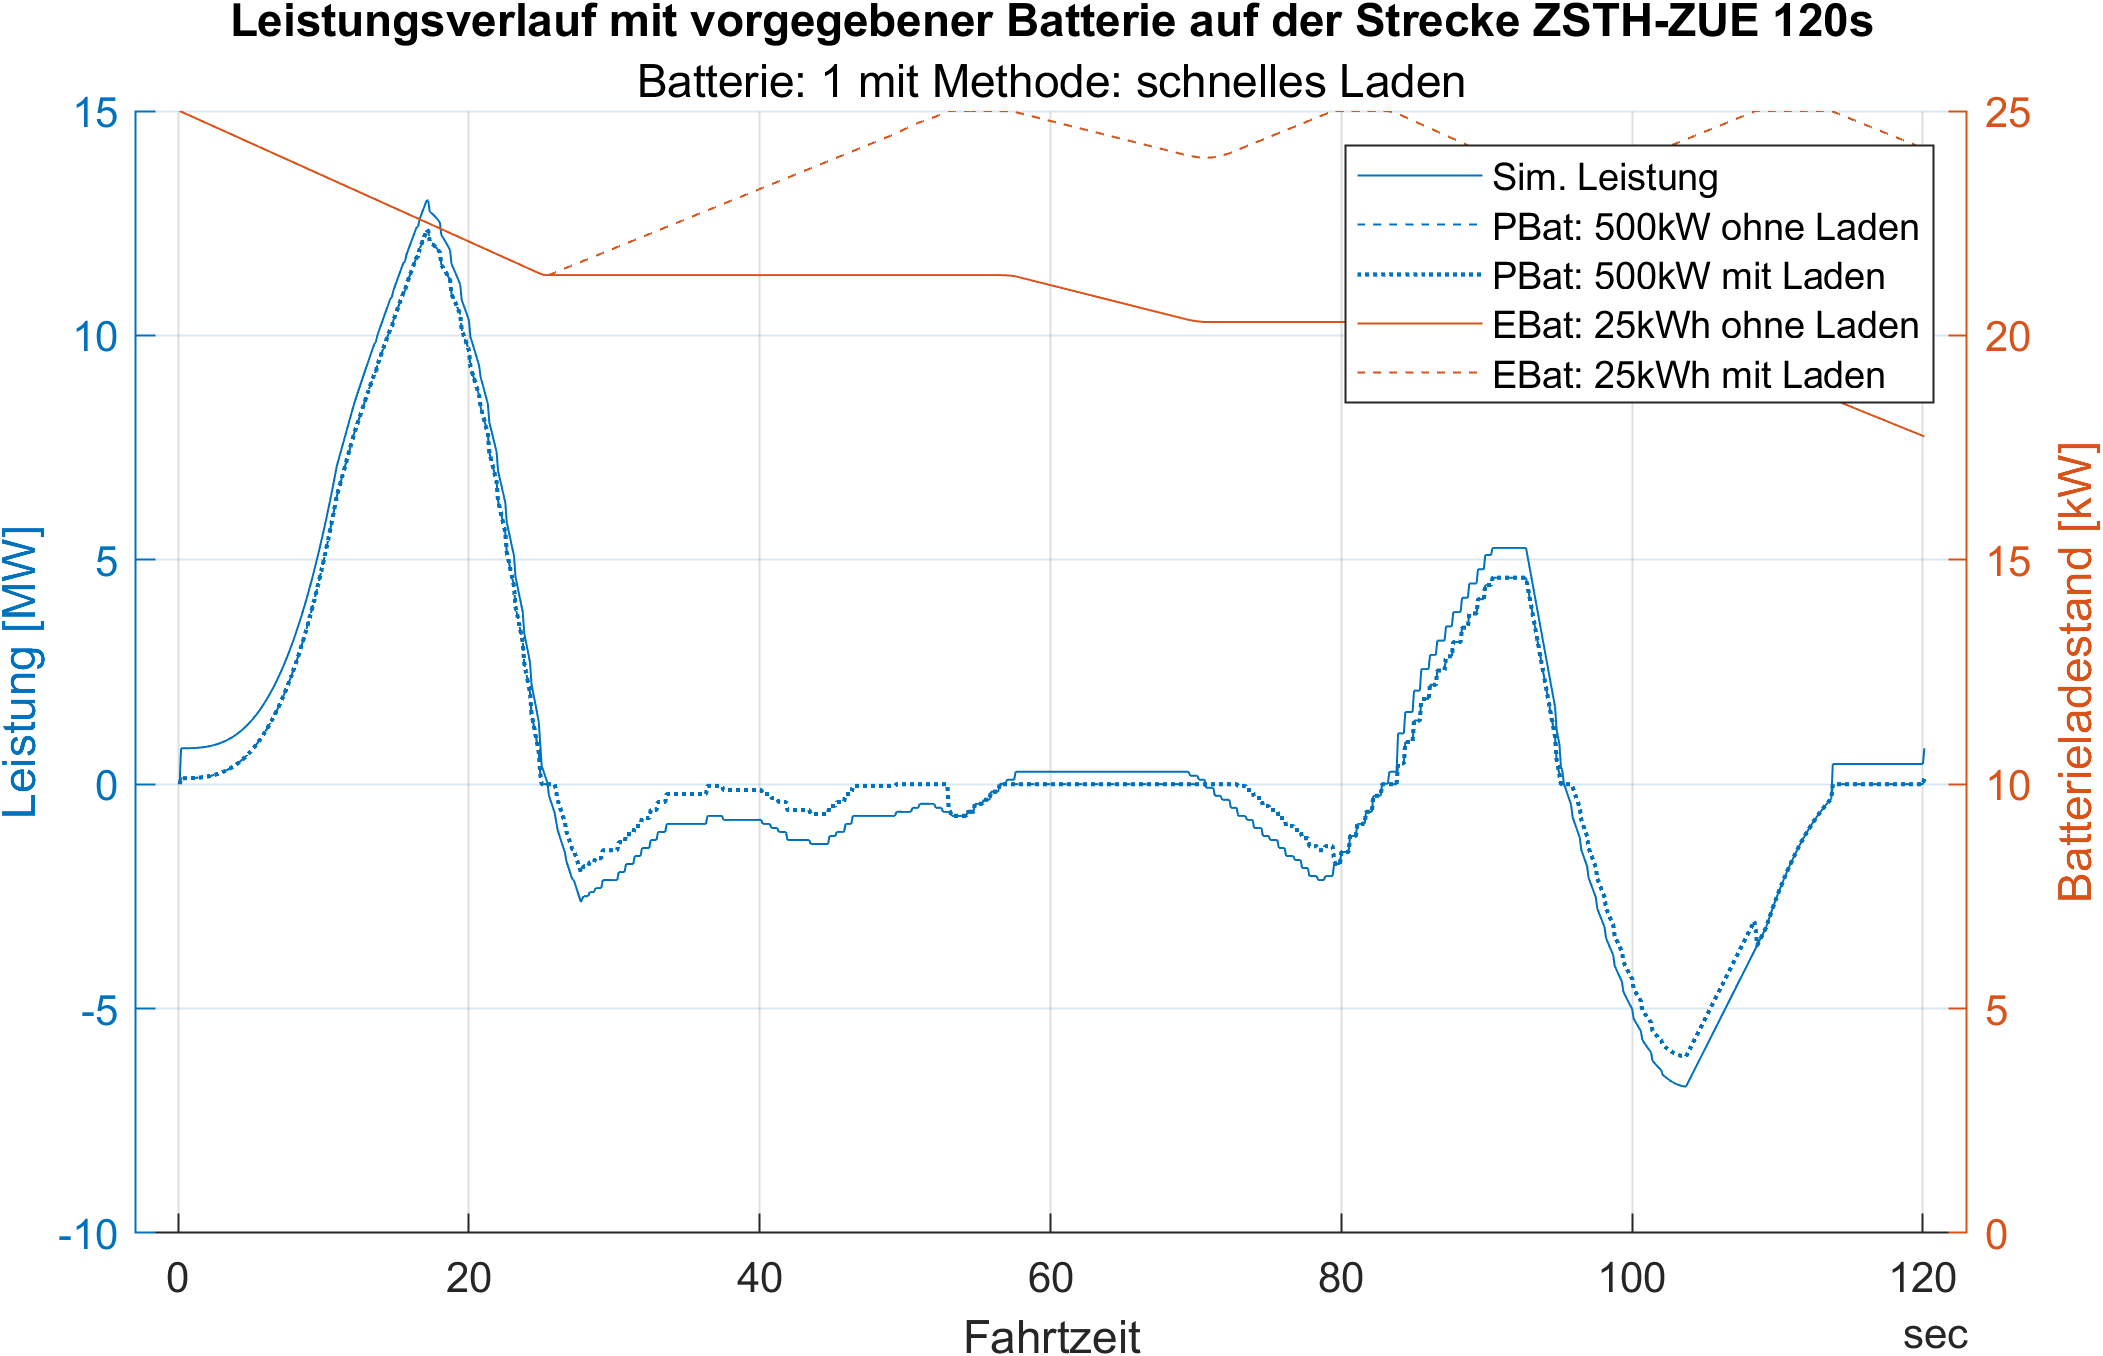 Leistungsverlauf mit vorgegebener Batterie auf der Strecke ZSTH-ZUE 120s
Batterie: 1 mit Methode: schnelles Laden
15
10
5
0
-5
-10
Leistung [MW]
25
20
15
10
5
0
Batterieladestand [kW]
Sim. Leistung
PBat: 500kW ohne Laden
PBat: 500kW mit Laden
EBat: 25kWh ohne Laden
EBat: 25kWh mit Laden
0 20 40 60 80 100 120
Fahrtzeit
sec